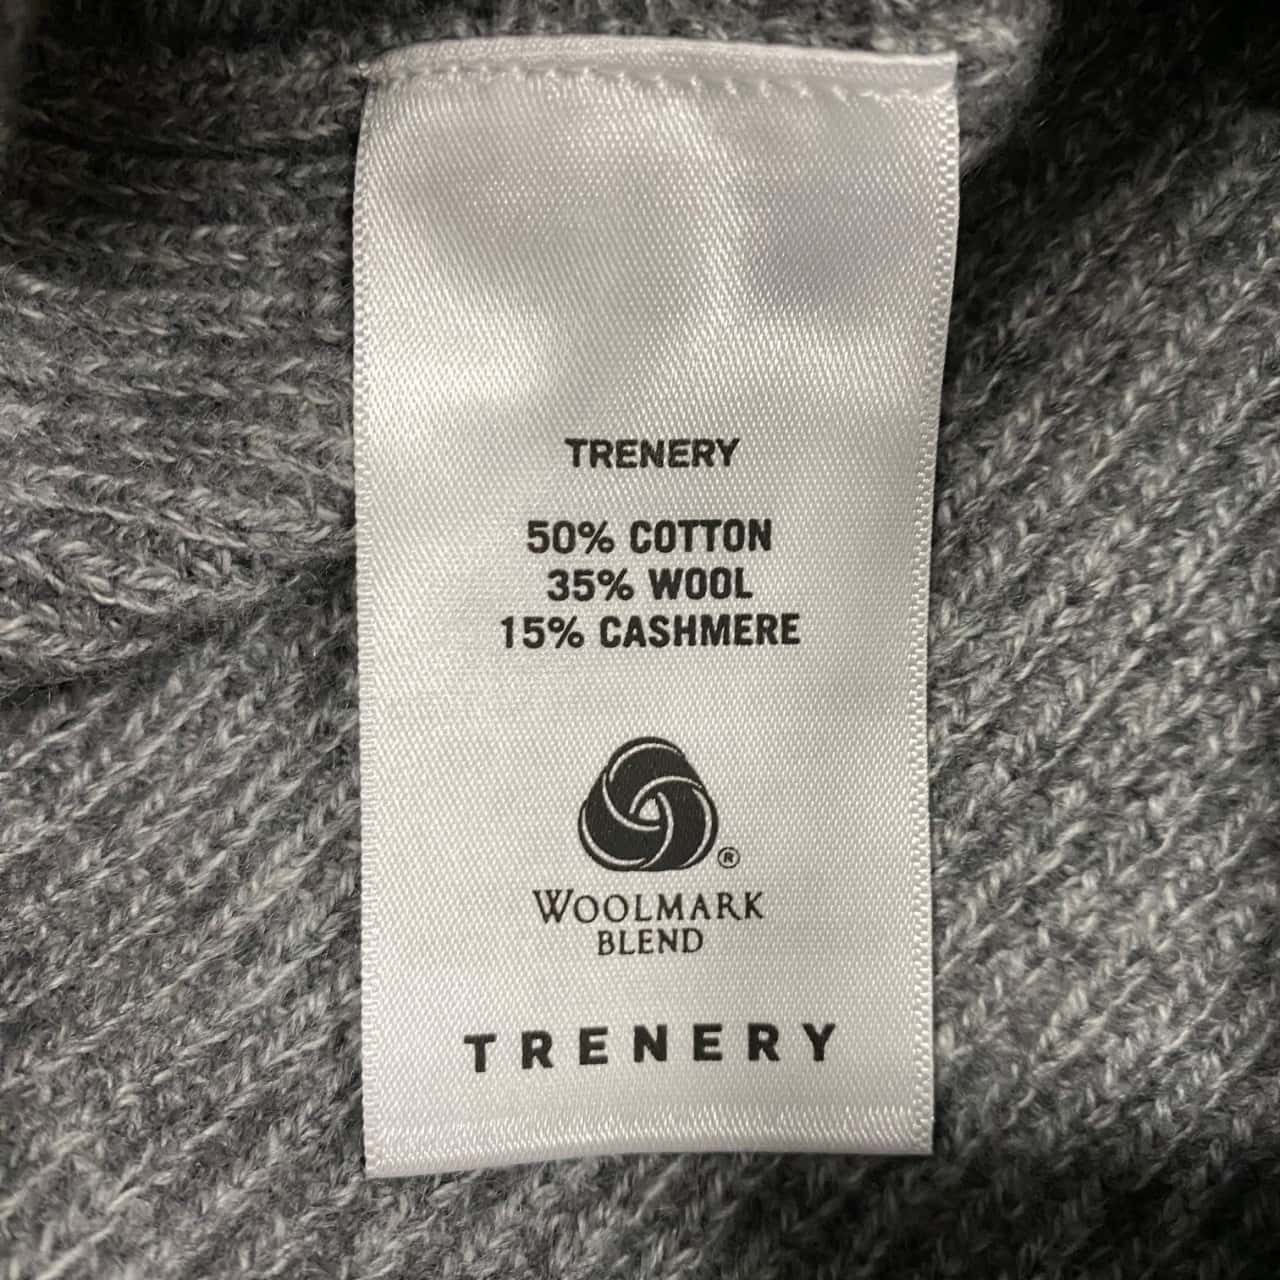 TRENERY
50% COTTON
35% WOOL
15% CASHMERE
®
WOOLMARK
BLEND
TRENERY